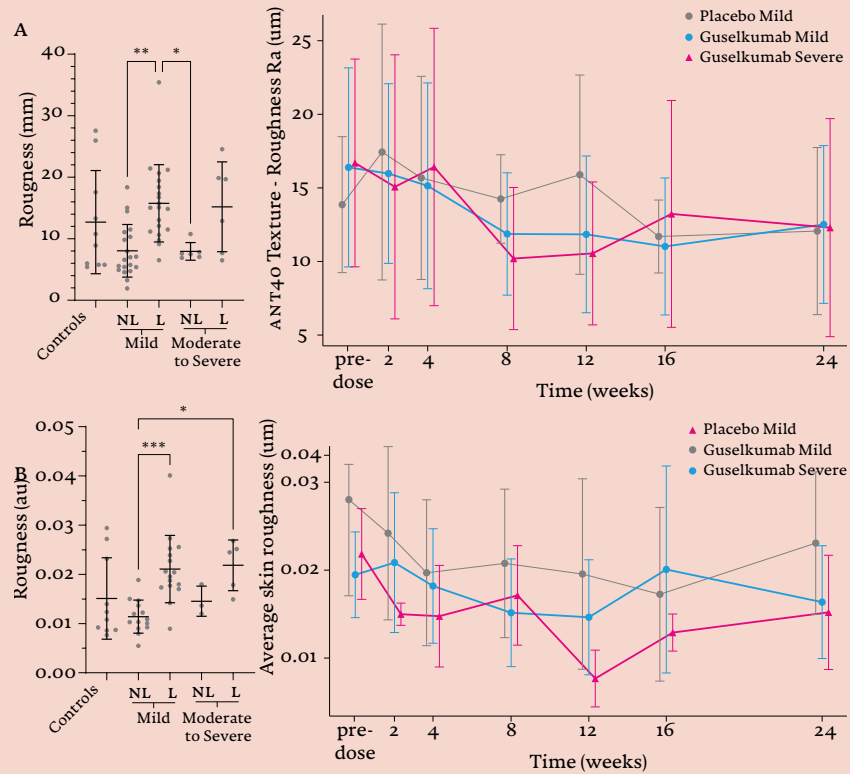 A
Rougness (mm)
40
30
20
10
0
**
*
Controls
NL
L
NL
L
Mild
Moderate
to Severe
ANT40 Texture - Roughness Ra (um)
25
20
15
10
5
Placebo Mild
Guselkumab Mild
Guselkumab Severe
pre-
dose
2
4
8
12
16
24
Time (weeks)
B
Rougness (au)
0.05
0.04
0.03
0.02
0.01
0.00
*
***
Controls
NL
L
NL
L
Mild
Moderate
to Severe
Average skin roughness (um)
0.04
0.03
0.02
0.01
Placebo Mild
Guselkumab Mild
Guselkumab Severe
pre-
dose
2
4
8
12
16
24
Time (weeks)